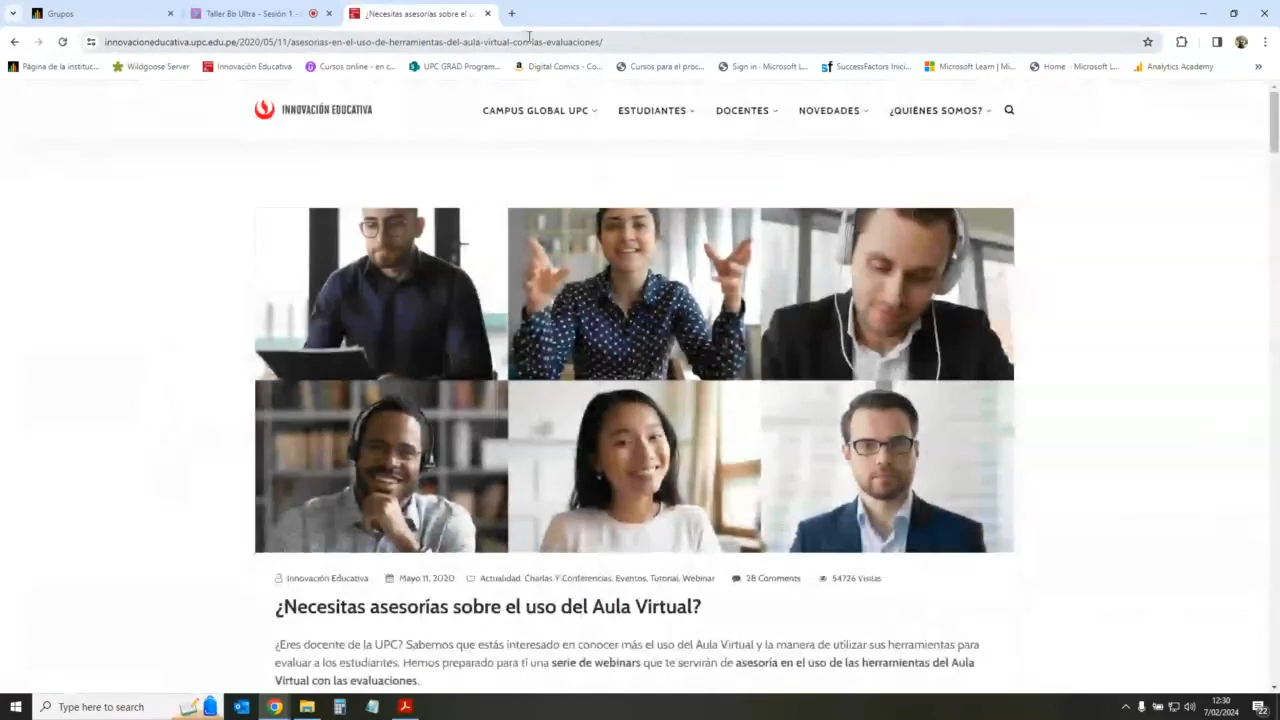 Grupos
Taller Bb Ultra - Sesión 1 -
¿Necesitas asesorías sobre el u
innovacioneducativa.upc.edu.pe/2020/05/11/asesorias-en-el-uso-de-herramientas-del-aula-virtual-con-las-evaluaciones/
Página de la instituc...
Wildgoose Server
Innovación Educativa
Cursos online - en c...
UPC GRAD Program...
Digital Comics - Co...
Cursos para el proc...
Sign in · Microsoft L...
SuccessFactors Inici...
Microsoft Learn | Mi...
Home · Microsoft L...
Analytics Academy
»
INNOVACIÓN EDUCATIVA
CAMPUS GLOBAL UPC
ESTUDIANTES
DOCENTES
NOVEDADES
¿QUIÉNES SOMOS?
Innovación Educativa
Mayo 11, 2020
Actualidad, Charlas Y Conferencias, Eventos, Tutorial, Webinar
28 Comments
54726 Visitas
¿Necesitas asesorías sobre el uso del Aula Virtual?
¿Eres docente de la UPC? Sabemos que estás interesado en conocer más el uso del Aula Virtual y la manera de utilizar sus herramientas para
evaluar a los estudiantes. Hemos preparado para tí una serie de webinars que te servirán de asesoría en el uso de las herramientas del Aula
Virtual con las evaluaciones.
Type here to search
12:30
7/02/2024
22